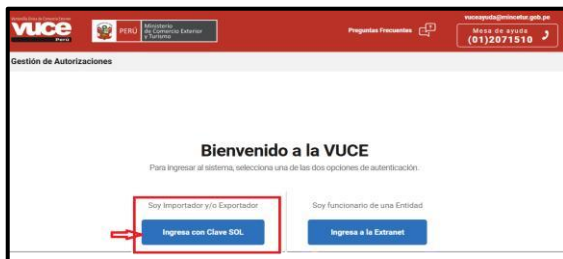 vuce
Perú
PERÚ
Ministerio
de Comercio Exterior
y Turismo
Preguntas Frecuentes
vuceayuda@mincetur.gob.pe
Mesa de ayuda
(01)2071510
Gestión de Autorizaciones
Bienvenido a la VUCE
Para ingresar al sistema, selecciona una de las dos opciones de autenticación.
Soy Importador y/o Exportador
Soy funcionario de una Entidad
Ingresa con Clave SOL
Ingresa a la Extranet